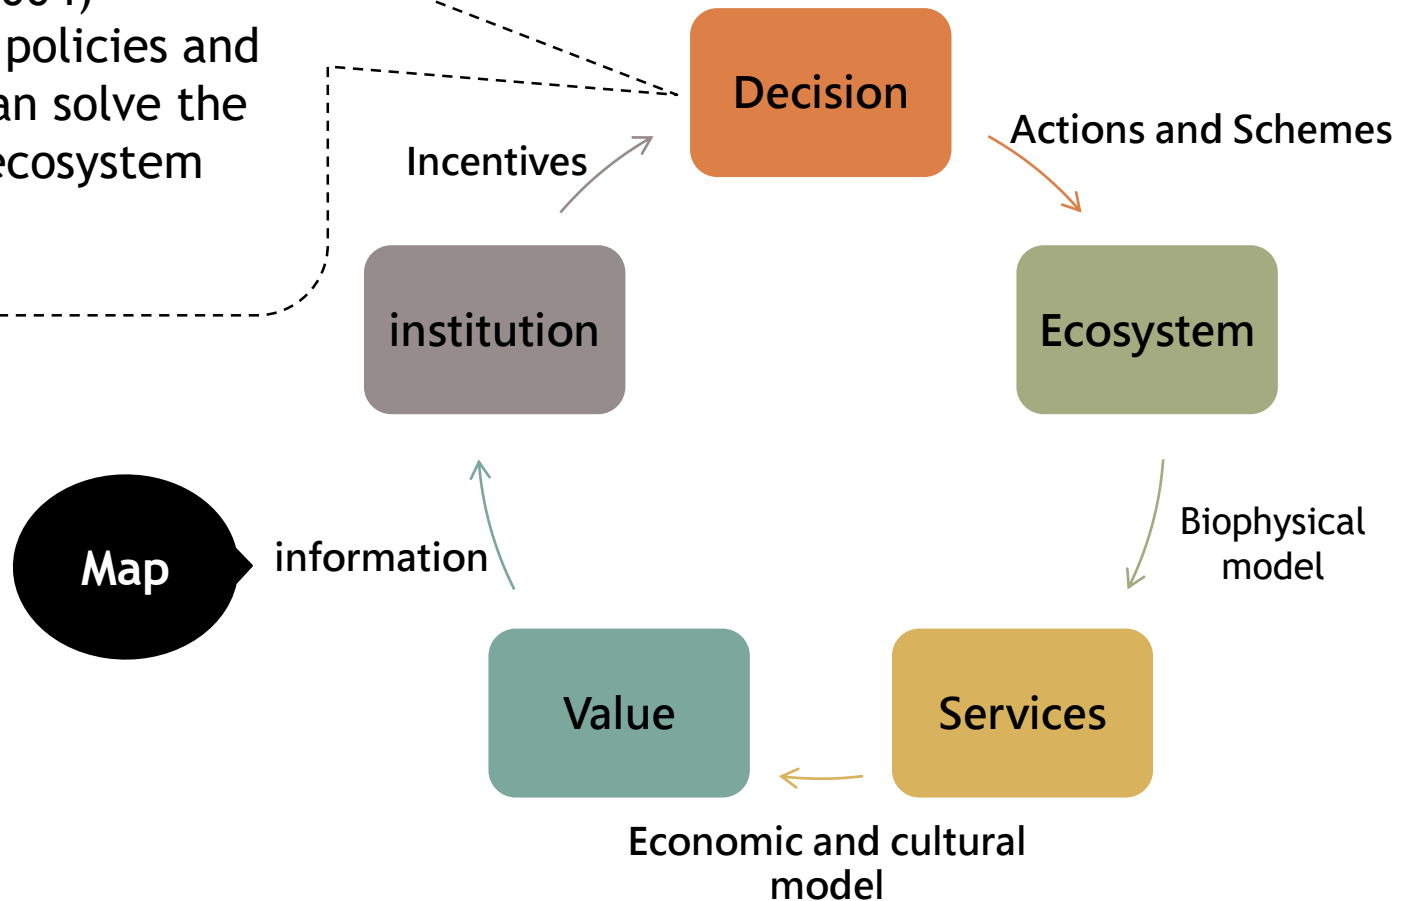 policies and
an solve the
ecosystem
Decision
Actions and Schemes
Incentives
institution
Ecosystem
Biophysical
model
Map
information
Value
Services
Economic and cultural
model